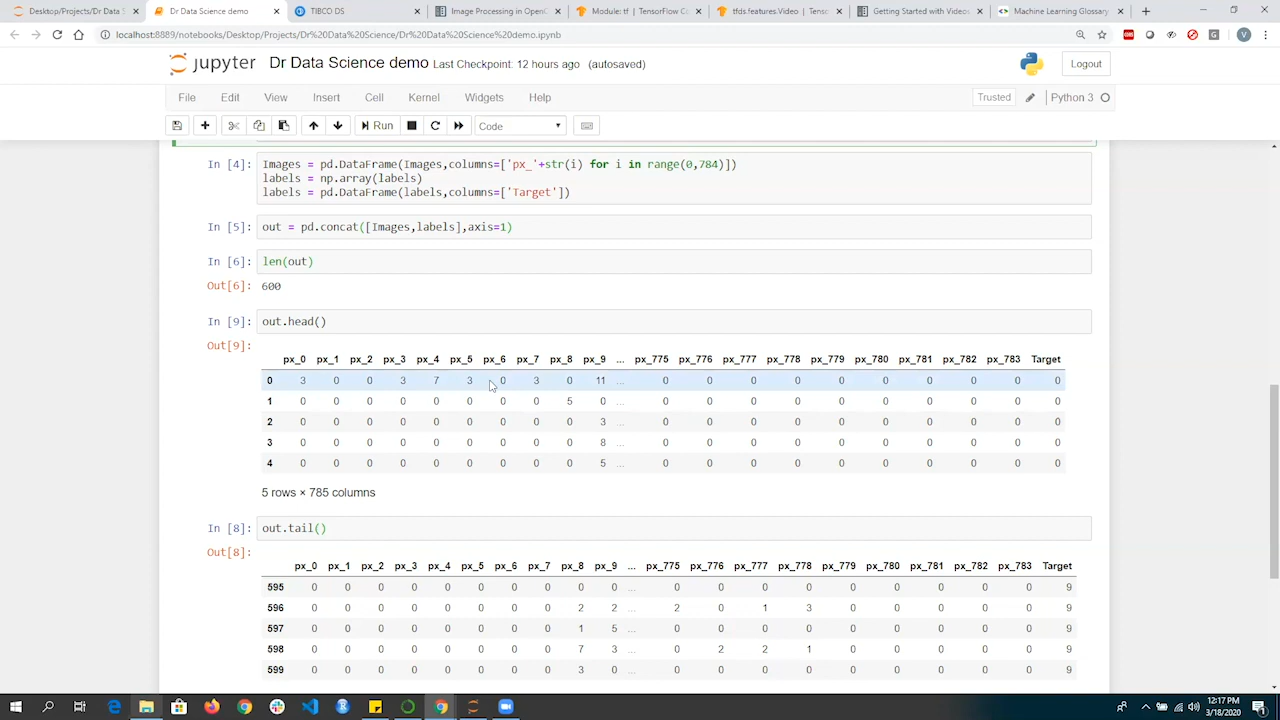 Desktop/Projects/Dr Data S
Dr Data Science demo
TIBCO DS
Image Processing in OpenC
Module: tf | TensorFlow Co
tfds.features.Video | Tens
Getting Started with Videos
Machine Learning Glossary
localhost:8889/notebooks/Desktop/Projects/Dr%20Data%20Science/Dr%20Data%20Science%20demo.ipynb
jupyter Dr Data Science demo Last Checkpoint: 12 hours ago (autosaved)
Logout
File Edit View Insert Cell Kernel Widgets Help
Trusted
Python 3
Run
Code
In [4]: Images = pd.DataFrame(Images,columns=['px_'+str(i) for i in range(0,784)])
labels = np.array(labels)
labels = pd.DataFrame(labels,columns=['Target'])
In [5]: out = pd.concat([Images,labels],axis=1)
In [6]: len(out)
Out[6]: 600
In [9]: out.head()
Out[9]:
px_0 px_1 px_2 px_3 px_4 px_5 px_6 px_7 px_8 px_9 ... px_775 px_776 px_777 px_778 px_779 px_780 px_781 px_782 px_783 Target
0 3 0 0 3 7 3 0 3 0 11 ... 0 0 0 0 0 0 0 0 0 0
1 0 0 0 0 0 0 0 0 5 0 ... 0 0 0 0 0 0 0 0 0 0
2 0 0 0 0 0 0 0 0 0 3 ... 0 0 0 0 0 0 0 0 0 0
3 0 0 0 0 0 0 0 0 0 8 ... 0 0 0 0 0 0 0 0 0 0
4 0 0 0 0 0 0 0 0 0 5 ... 0 0 0 0 0 0 0 0 0 0
5 rows × 785 columns
In [8]: out.tail()
Out[8]:
px_0 px_1 px_2 px_3 px_4 px_5 px_6 px_7 px_8 px_9 ... px_775 px_776 px_777 px_778 px_779 px_780 px_781 px_782 px_783 Target
595 0 0 0 0 0 0 0 0 0 0 ... 0 0 0 0 0 0 0 0 0 9
596 0 0 0 0 0 0 0 0 2 2 ... 2 0 1 3 0 0 0 0 0 9
597 0 0 0 0 0 0 0 0 1 5 ... 0 0 0 0 0 0 0 0 0 9
598 0 0 0 0 0 0 0 0 7 3 ... 0 2 2 1 0 0 0 0 0 9
599 0 0 0 0 0 0 0 0 3 0 ... 0 0 0 0 0 0 0 0 0 9
12:17 PM
3/18/2020